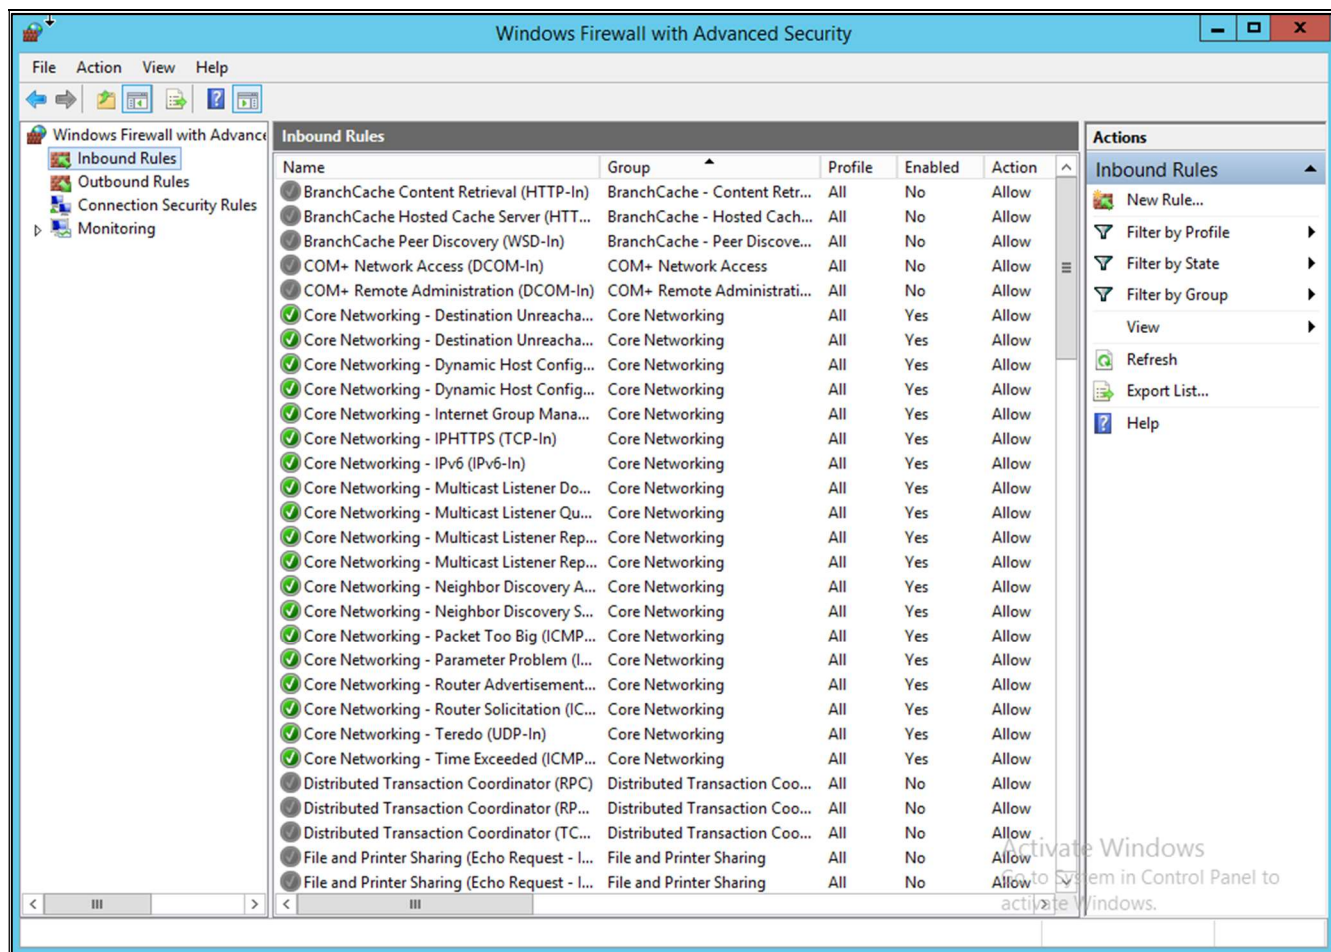 Windows Firewall with Advanced Security
File Action View Help
Windows Firewall with Advance
Inbound Rules
Outbound Rules
Connection Security Rules
Monitoring
Inbound Rules
Name Group Profile Enabled Action
BranchCache Content Retrieval (HTTP-In) BranchCache - Content Retr... All No Allow
BranchCache Hosted Cache Server (HTT... BranchCache - Hosted Cach... All No Allow
BranchCache Peer Discovery (WSD-In) BranchCache - Peer Discove... All No Allow
COM+ Network Access (DCOM-In) COM+ Network Access All No Allow
COM+ Remote Administration (DCOM-In) COM+ Remote Administrati... All No Allow
Core Networking - Destination Unreacha... Core Networking All Yes Allow
Core Networking - Destination Unreacha... Core Networking All Yes Allow
Core Networking - Dynamic Host Config... Core Networking All Yes Allow
Core Networking - Dynamic Host Config... Core Networking All Yes Allow
Core Networking - Internet Group Mana... Core Networking All Yes Allow
Core Networking - IPHTTPS (TCP-In) Core Networking All Yes Allow
Core Networking - IPv6 (IPv6-In) Core Networking All Yes Allow
Core Networking - Multicast Listener Do... Core Networking All Yes Allow
Core Networking - Multicast Listener Qu... Core Networking All Yes Allow
Core Networking - Multicast Listener Rep... Core Networking All Yes Allow
Core Networking - Multicast Listener Rep... Core Networking All Yes Allow
Core Networking - Neighbor Discovery A... Core Networking All Yes Allow
Core Networking - Neighbor Discovery S... Core Networking All Yes Allow
Core Networking - Packet Too Big (ICMP... Core Networking All Yes Allow
Core Networking - Parameter Problem (I... Core Networking All Yes Allow
Core Networking - Router Advertisement... Core Networking All Yes Allow
Core Networking - Router Solicitation (IC... Core Networking All Yes Allow
Core Networking - Teredo (UDP-In) Core Networking All Yes Allow
Core Networking - Time Exceeded (ICMP... Core Networking All Yes Allow
Distributed Transaction Coordinator (RPC) Distributed Transaction Coo... All No Allow
Distributed Transaction Coordinator (RP... Distributed Transaction Coo... All No Allow
Distributed Transaction Coordinator (TC... Distributed Transaction Coo... All No Allow
File and Printer Sharing (Echo Request - I... File and Printer Sharing All No Allow
File and Printer Sharing (Echo Request - I... File and Printer Sharing All No Allow
Actions
Inbound Rules
New Rule...
Filter by Profile
Filter by State
Filter by Group
View
Refresh
Export List...
Help
Activate Windows
Go to System in Control Panel to
activate Windows.